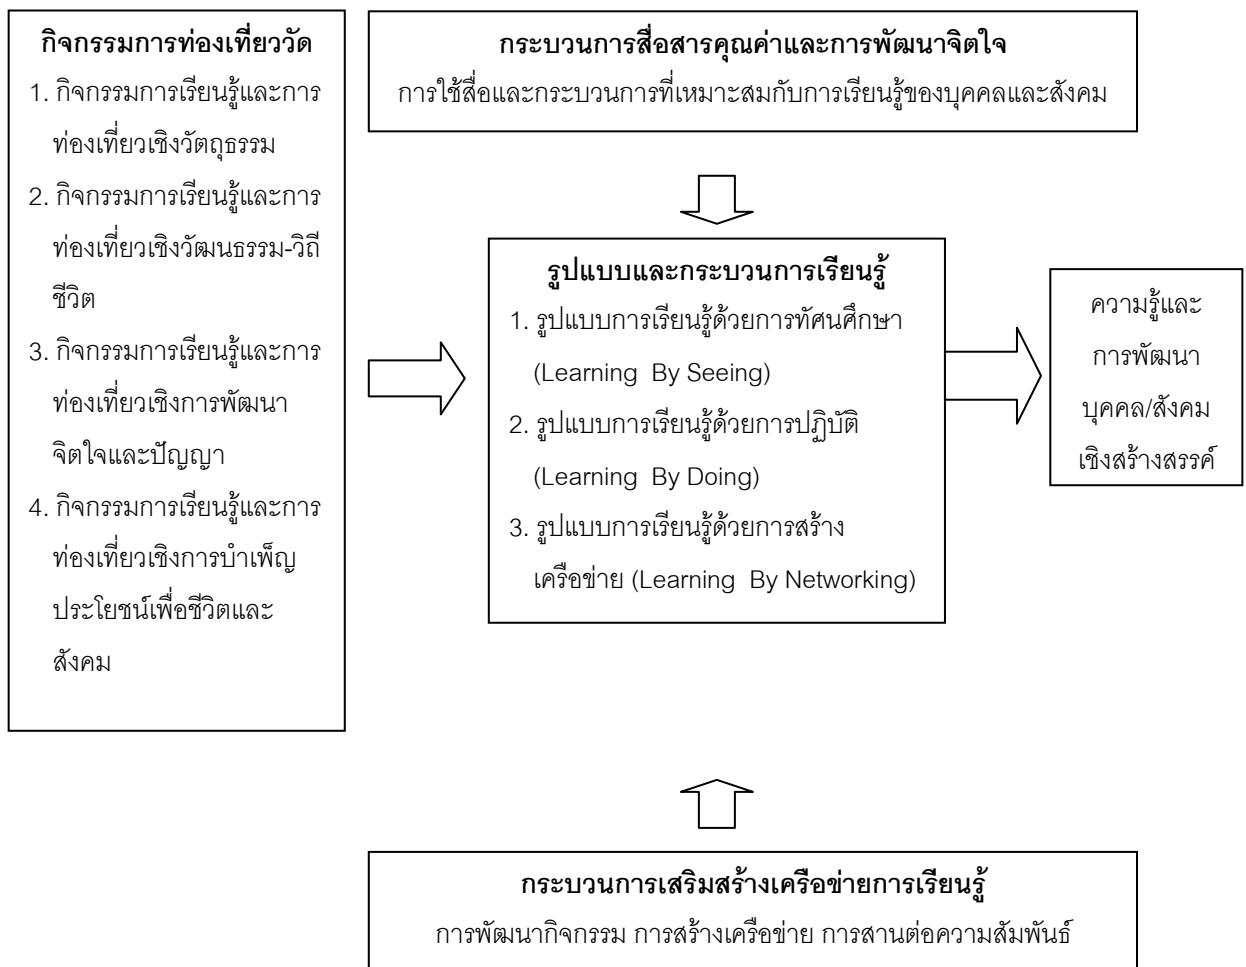 กิจกรรมการท่องเที่ยววัด
1. กิจกรรมการเรียนรู้และการ
ท่องเที่ยวเชิงวัตถุธรรม
2. กิจกรรมการเรียนรู้และการ
ท่องเที่ยวเชิงวัฒนธรรม-วิถี
ชีวิต
3. กิจกรรมการเรียนรู้และการ
ท่องเที่ยวเชิงการพัฒนา
จิตใจและปัญญา
4. กิจกรรมการเรียนรู้และการ
ท่องเที่ยวเชิงการบำเพ็ญ
ประโยชน์เพื่อชีวิตและ
สังคม
กระบวนการสื่อสารคุณค่าและการพัฒนาจิตใจ
การใช้สื่อและกระบวนการที่เหมาะสมกับการเรียนรู้ของบุคคลและสังคม
รูปแบบและกระบวนการเรียนรู้
1. รูปแบบการเรียนรู้ด้วยการทัศนศึกษา
(Learning By Seeing)
2. รูปแบบการเรียนรู้ด้วยการปฏิบัติ
(Learning By Doing)
3. รูปแบบการเรียนรู้ด้วยการสร้าง
เครือข่าย (Learning By Networking)
ความรู้และ
การพัฒนา
บุคคล/สังคม
เชิงสร้างสรรค์
กระบวนการเสริมสร้างเครือข่ายการเรียนรู้
การพัฒนากิจกรรม การสร้างเครือข่าย การสานต่อความสัมพันธ์